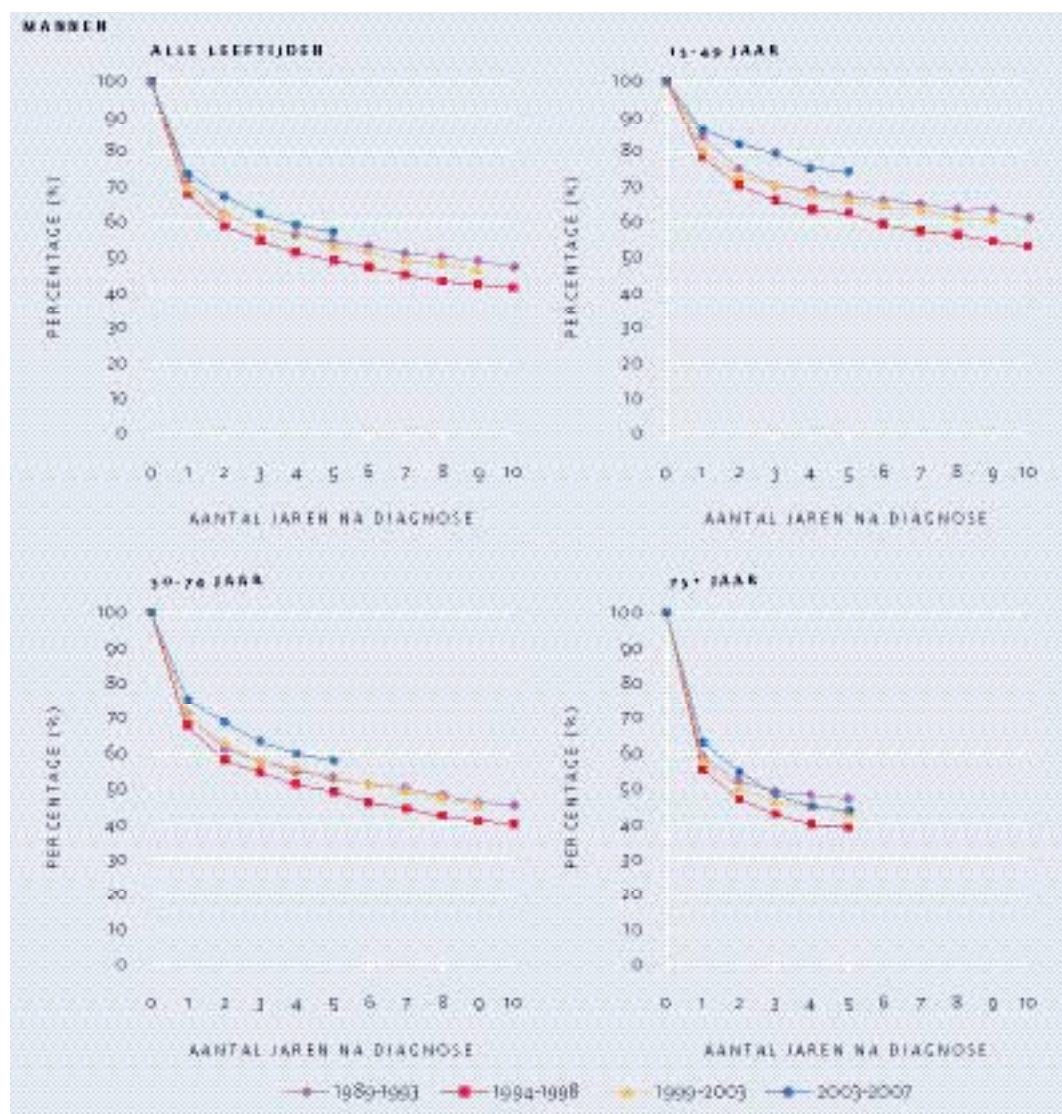 MANNEN
ALLE LEEFTIJDEN
15-49 JAAR
PERCENTAGE (%)
100
90
80
70
60
50
40
30
20
10
0
0 1 2 3 4 5 6 7 8 9 10
AANTAL JAREN NA DIAGNOSE
PERCENTAGE (%)
100
90
80
70
60
50
40
30
20
10
0
0 1 2 3 4 5 6 7 8 9 10
AANTAL JAREN NA DIAGNOSE
50-74 JAAR
75+ JAAR
PERCENTAGE (%)
100
90
80
70
60
50
40
30
20
10
0
0 1 2 3 4 5 6 7 8 9 10
AANTAL JAREN NA DIAGNOSE
PERCENTAGE (%)
100
90
80
70
60
50
40
30
20
10
0
0 1 2 3 4 5 6 7 8 9 10
AANTAL JAREN NA DIAGNOSE
1989-1993 1994-1998 1999-2003 2003-2007